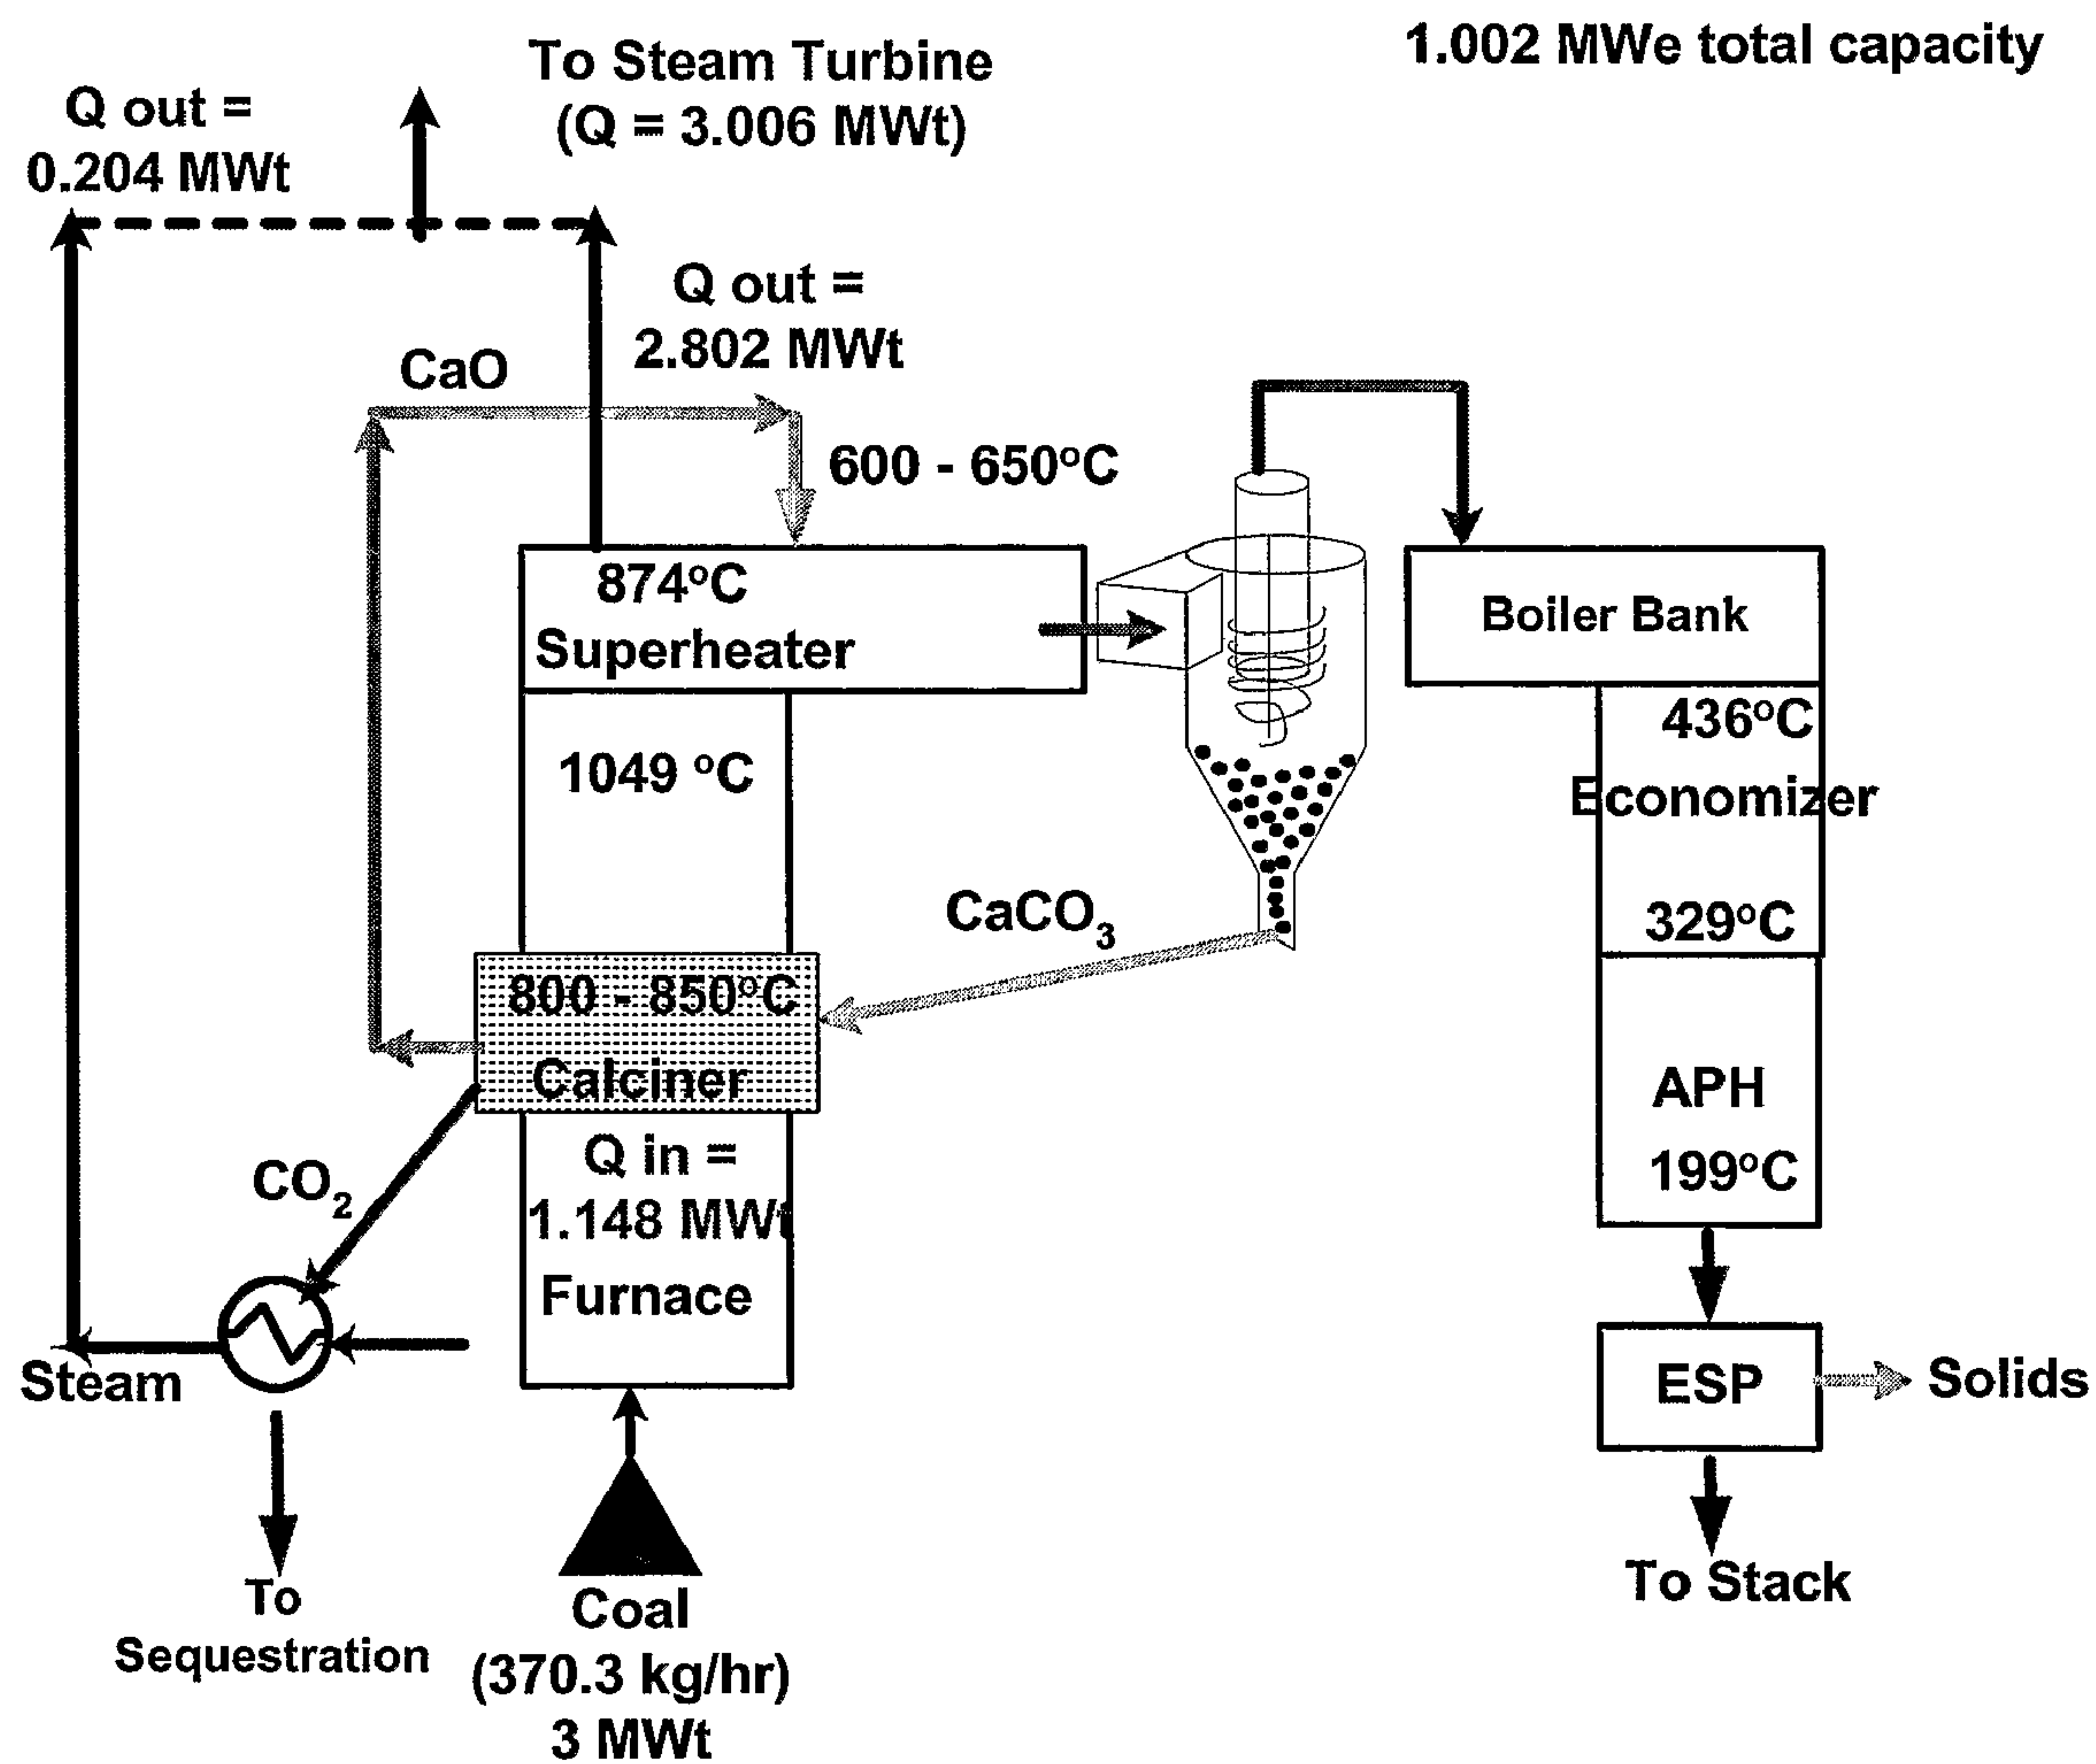 1.002 MWe total capacity
To Steam Turbine
(Q = 3.006 MWt)
Q out =
0.204 MWt
Q out =
2.802 MWt
CaO
600 - 650°C
874°C
Superheater
Boiler Bank
1049 °C
436°C
Economizer
329°C
CaCO₃
800 - 850°C
Calciner
APH
199°C
Q in =
1.148 MWt
Furnace
CO₂
Steam
ESP
Solids
To
Sequestration
To Stack
Coal
(370.3 kg/hr)
3 MWt